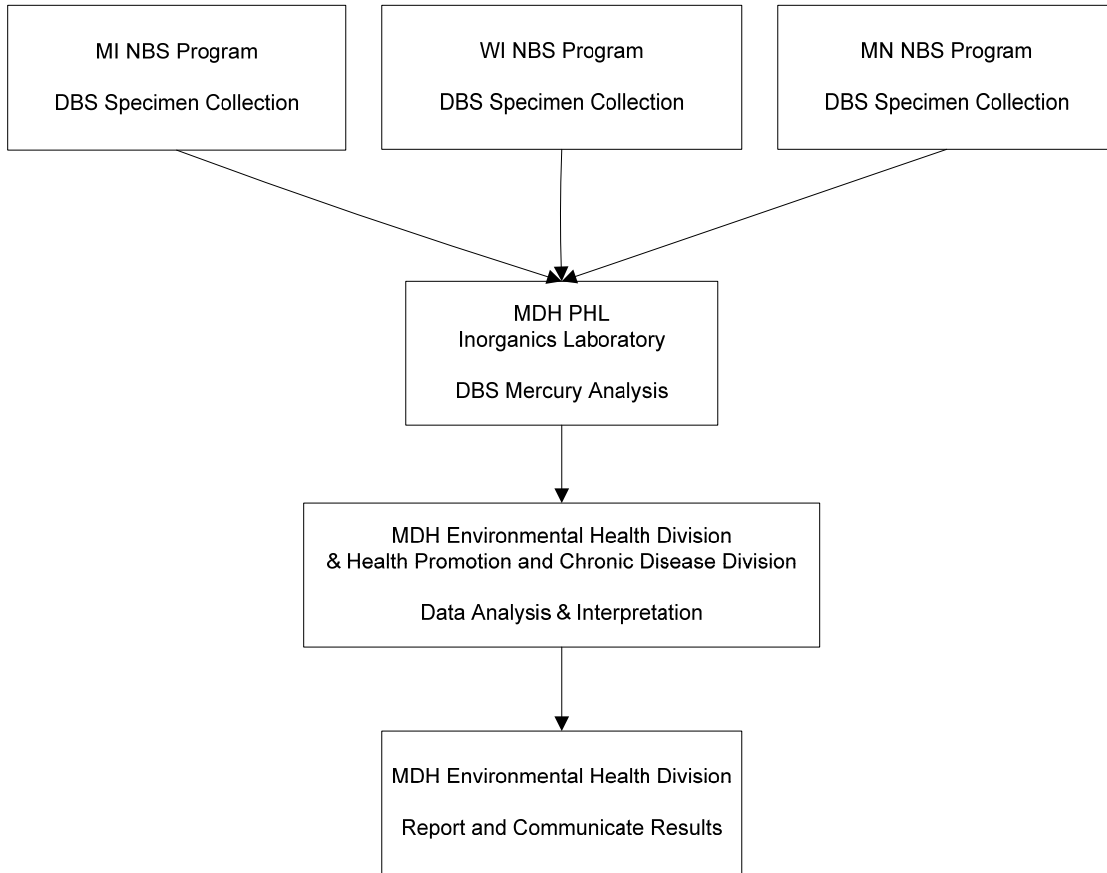 MI NBS Program
DBS Specimen Collection
WI NBS Program
DBS Specimen Collection
MN NBS Program
DBS Specimen Collection
MDH PHL
Inorganics Laboratory
DBS Mercury Analysis
MDH Environmental Health Division
& Health Promotion and Chronic Disease Division
Data Analysis & Interpretation
MDH Environmental Health Division
Report and Communicate Results